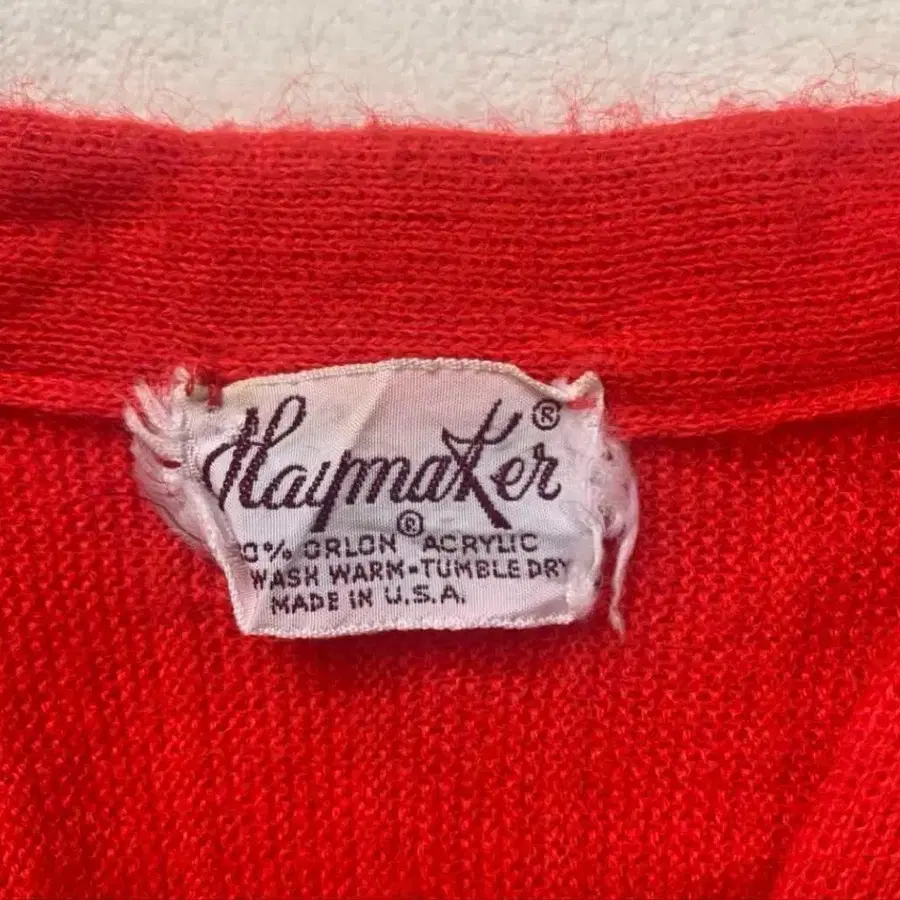 Haymaker®
0% ORLON® ACRYLIC
WASH WARM-TUMBLE DRY
MADE IN U.S.A.